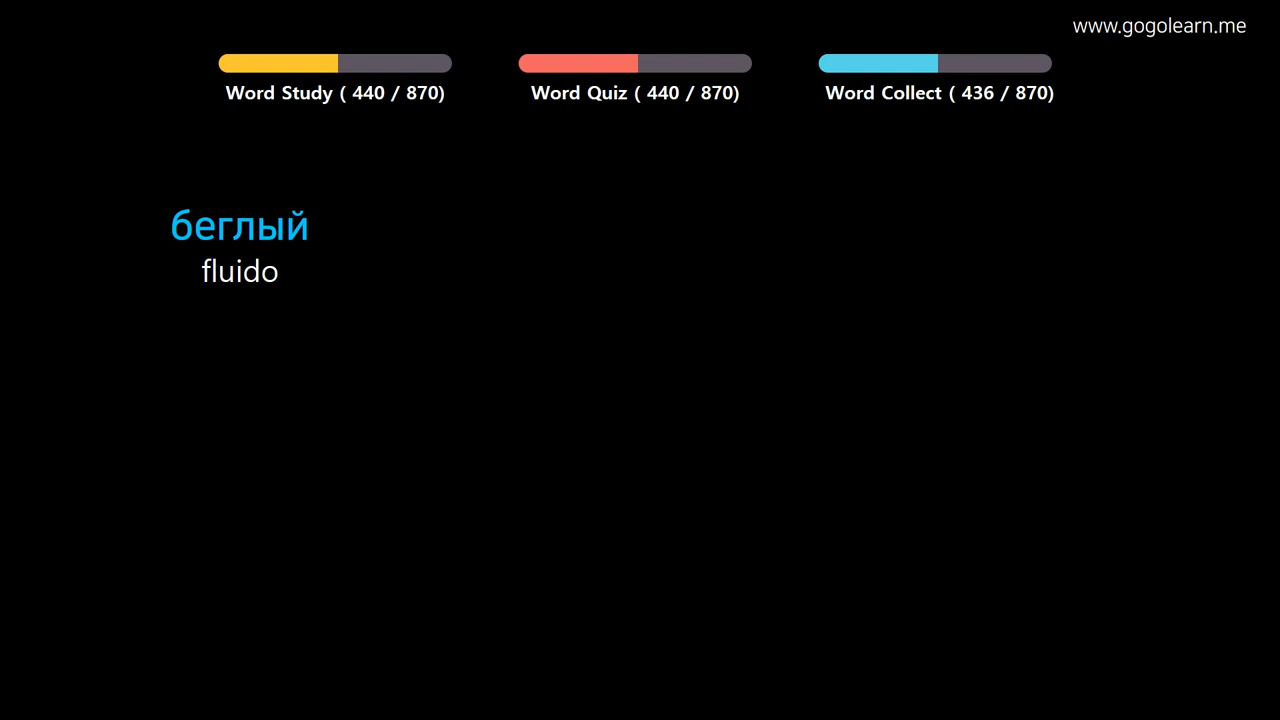 www.gogolearn.me
Word Study ( 440 / 870)
Word Quiz ( 440 / 870)
Word Collect ( 436 / 870)
беглый
fluido